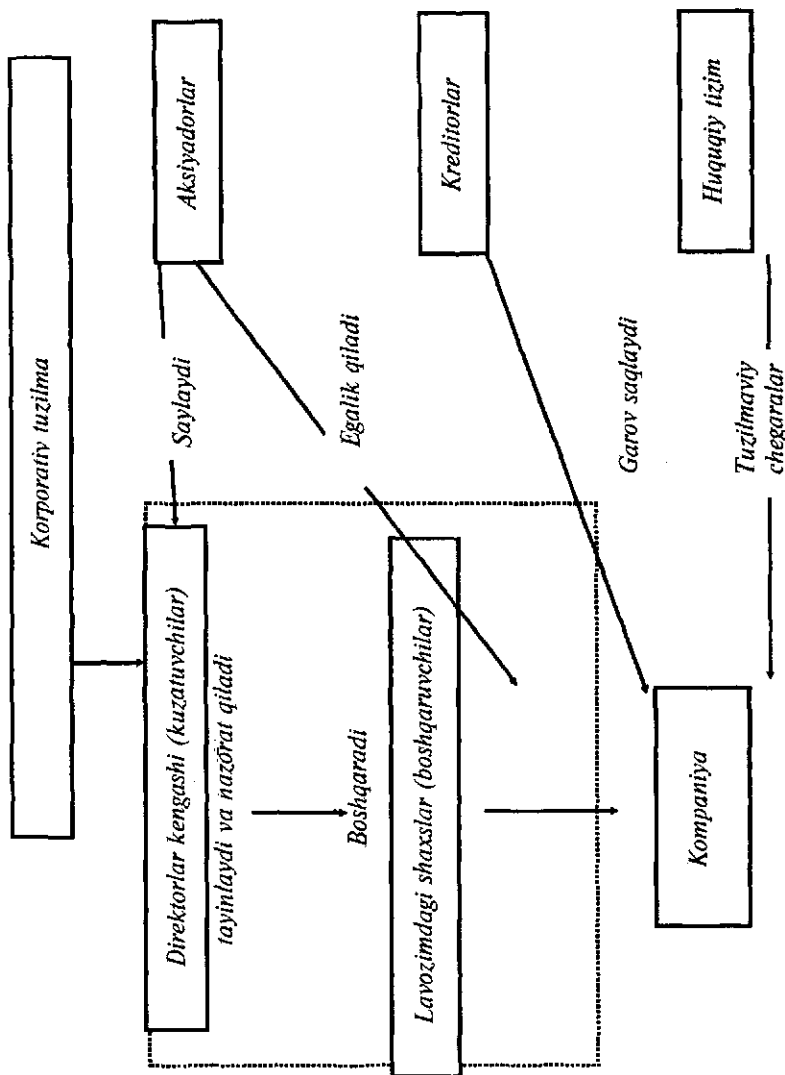 Korporativ tuzilma
Direktorlar kengashi (kuzatuvchilar)
tayinlaydi va nazorat qiladi
Saylaydi
Aksiyadorlar
Boshqaradi
Egalik qiladi
Lavozimdagi shaxslar (boshqaruvchilar)
Kreditorlar
Garov saqlaydi
Kompaniya
Tuzilmaviy
chegaralar
Huquqiy tizim